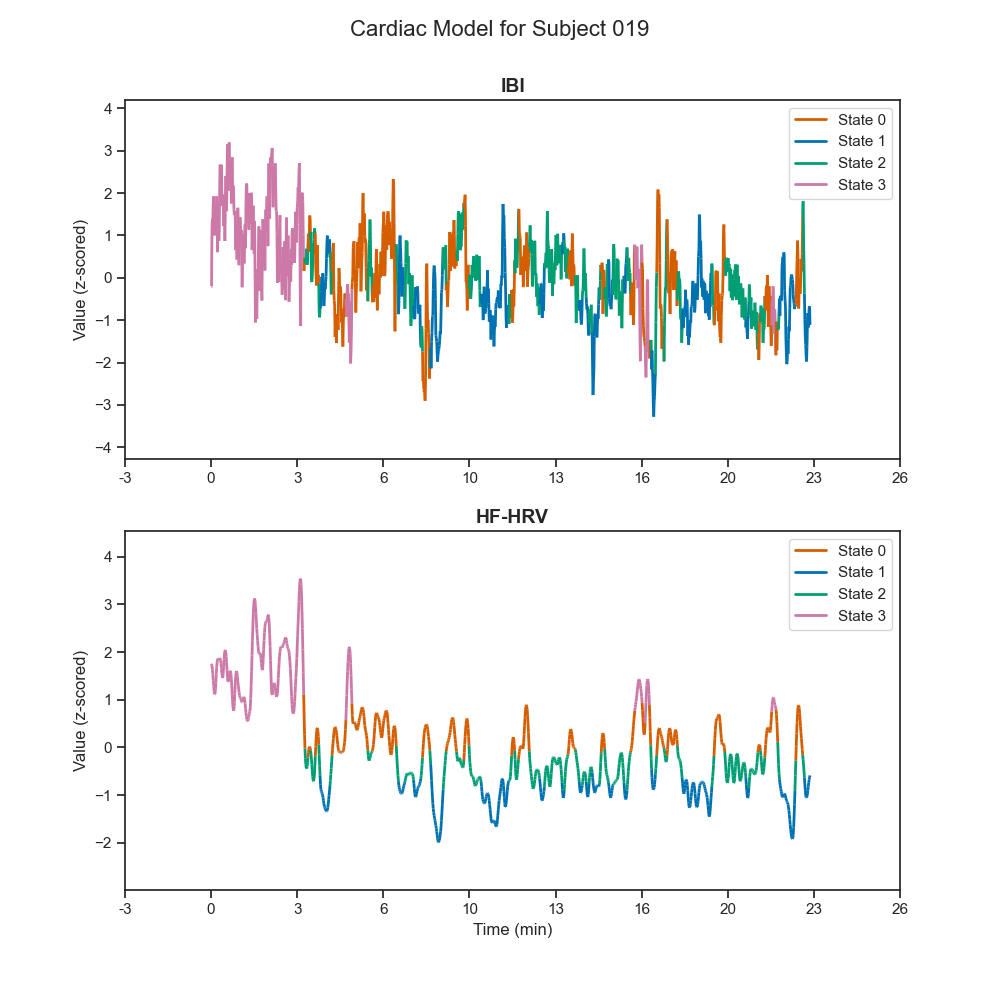 Cardiac Model for Subject 019
IBI
Value (z-scored)
4
3
2
1
0
−1
−2
−3
−4
State 0
State 1
State 2
State 3
-3 0 3 6 10 13 16 20 23 26
HF-HRV
Value (z-scored)
4
3
2
1
0
−1
−2
State 0
State 1
State 2
State 3
-3 0 3 6 10 13 16 20 23 26
Time (min)